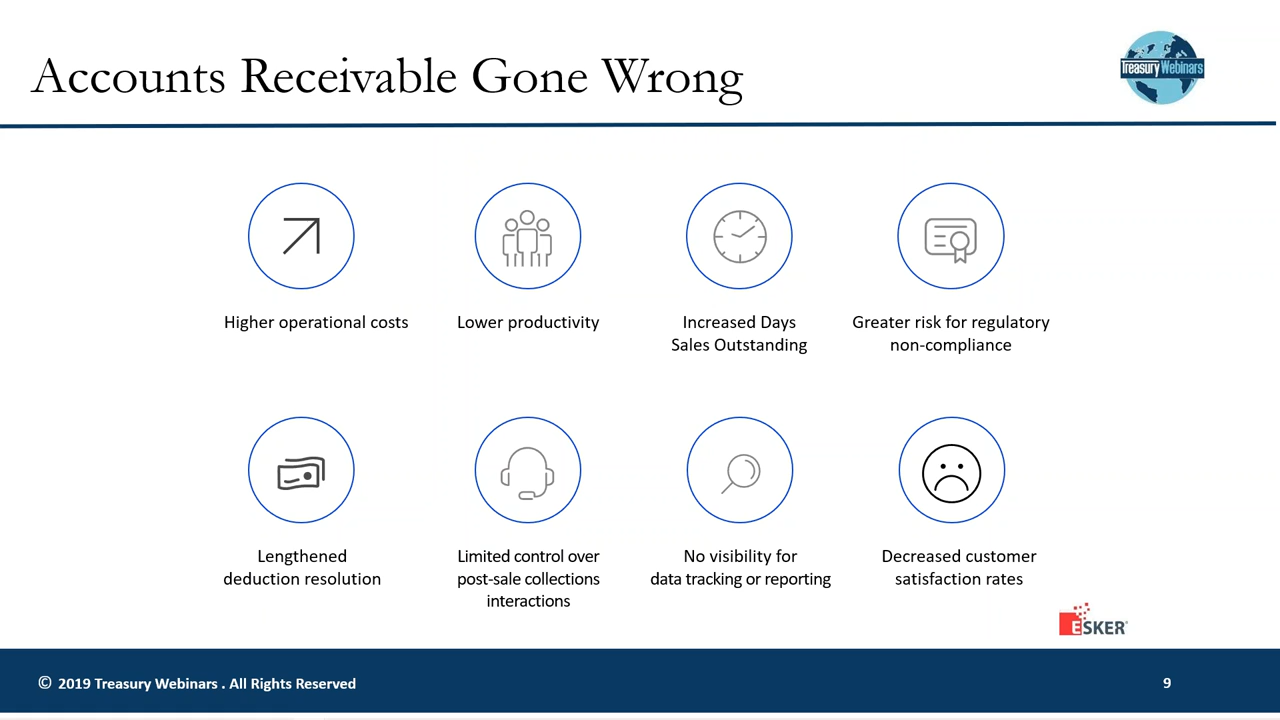 Accounts Receivable Gone Wrong
Treasury Webinars
Higher operational costs
Lower productivity
Increased Days
Sales Outstanding
Greater risk for regulatory
non-compliance
Lengthened
deduction resolution
Limited control over
post-sale collections
interactions
No visibility for
data tracking or reporting
Decreased customer
satisfaction rates
ESKER
© 2019 Treasury Webinars . All Rights Reserved
9